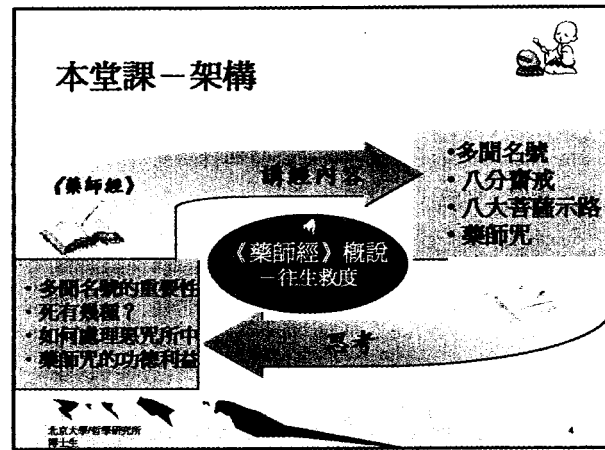 本堂課－架構
《藥師經》
講經內容
•多聞名號
•八分齋戒
•八大菩薩示路
•藥師咒
《藥師經》概說
－往生救度
•多聞名號的重要性
•死有幾種？
•如何處理惡咒所中
•藥師咒的功德利益
思考
北京大學/哲學研究所
博士生
4